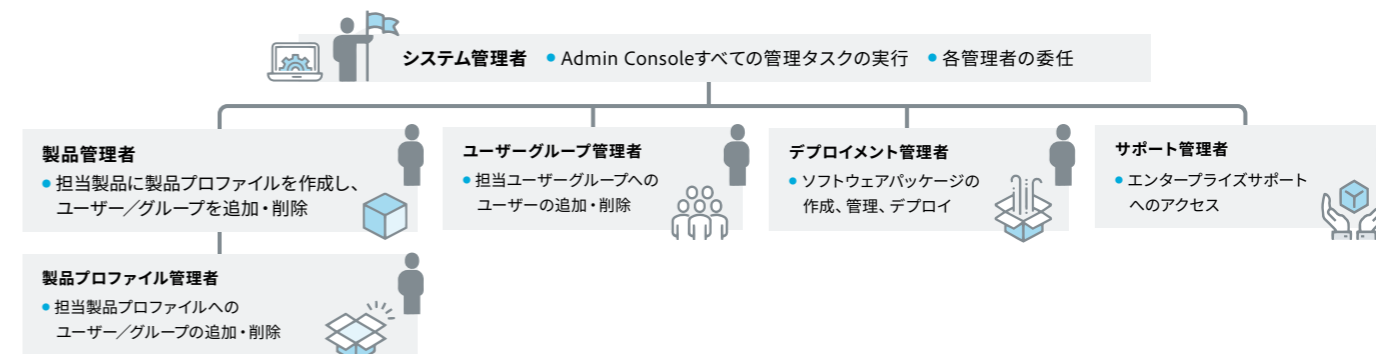 システム管理者 ● Admin Consoleすべての管理タスクの実行 ● 各管理者の委任
製品管理者
● 担当製品に製品プロファイルを作成し、
ユーザー／グループを追加・削除
ユーザーグループ管理者
● 担当ユーザーグループへの
ユーザーの追加・削除
デプロイメント管理者
● ソフトウェアパッケージの
作成、管理、デプロイ
サポート管理者
● エンタープライズサポート
へのアクセス
製品プロファイル管理者
● 担当製品プロファイルへの
ユーザー／グループの追加・削除